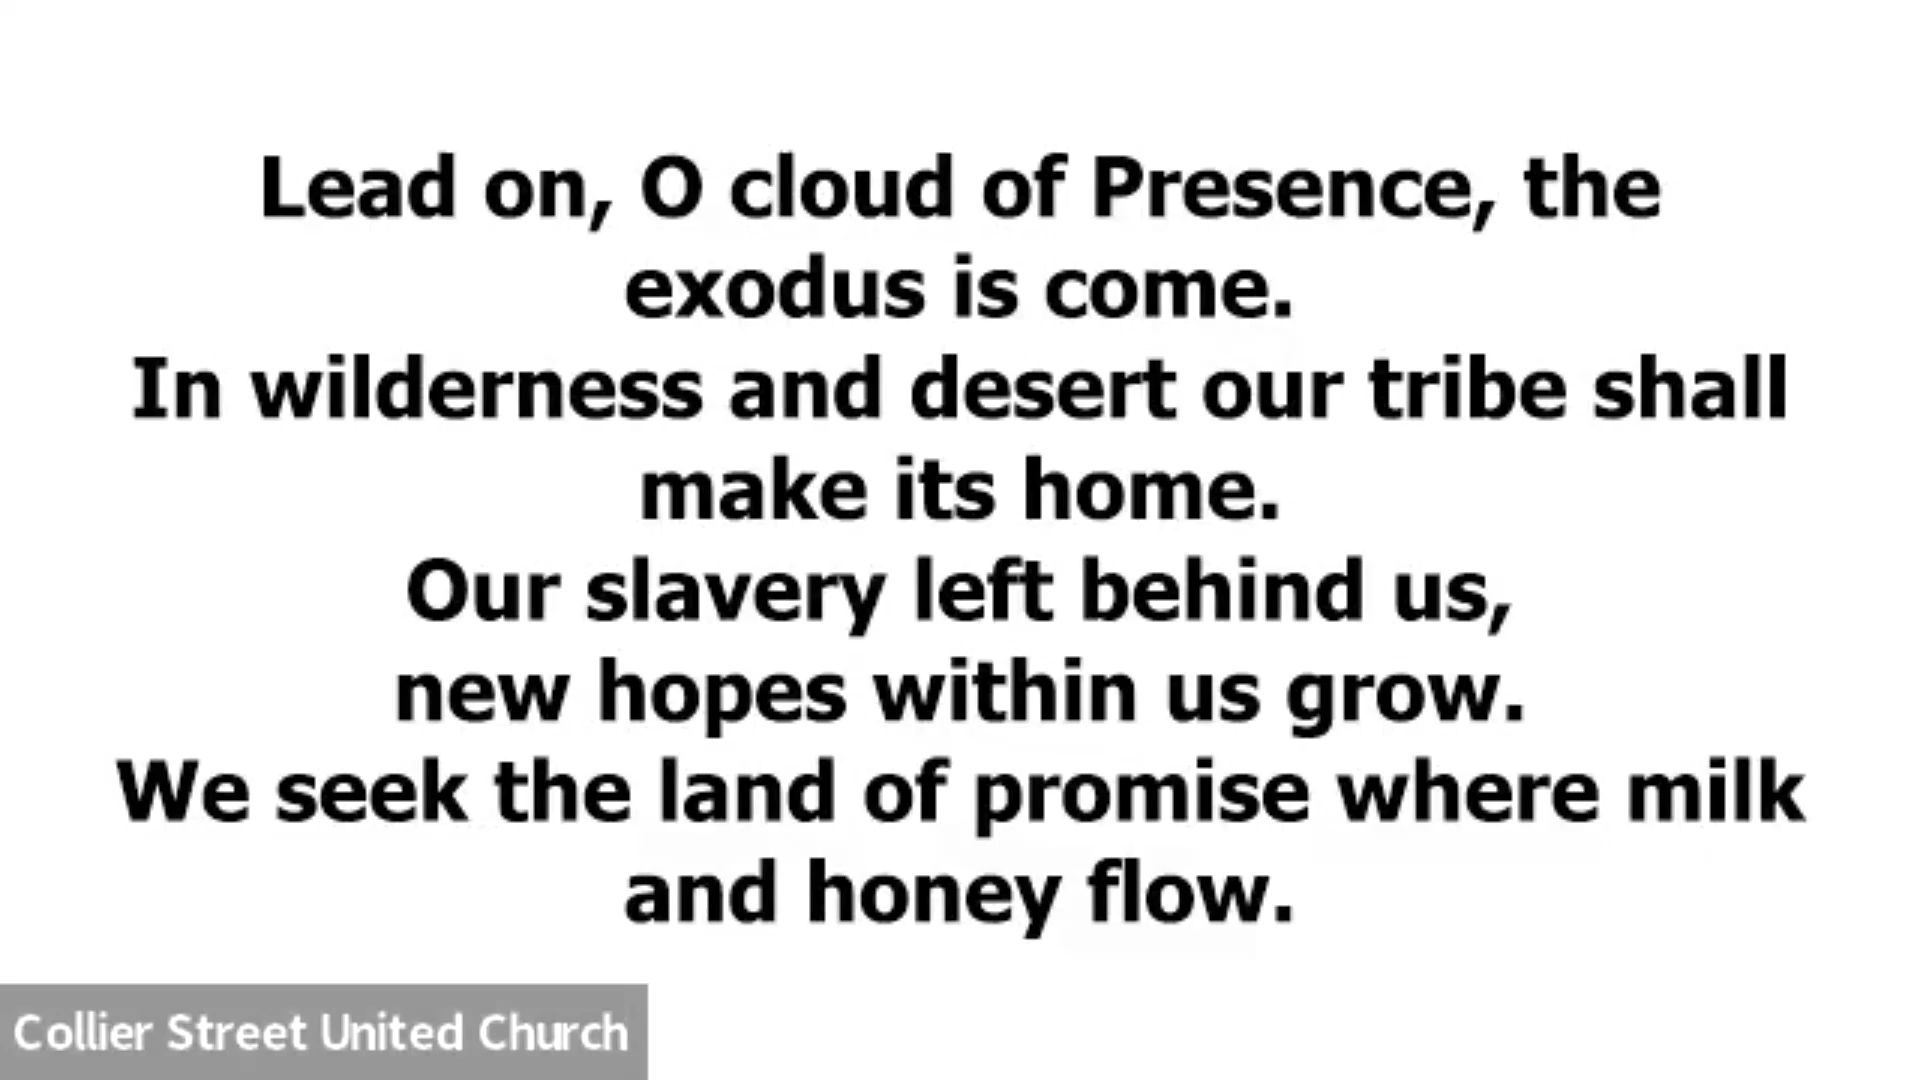 Lead on, O cloud of Presence, the
exodus is come.
In wilderness and desert our tribe shall
make its home.
Our slavery left behind us,
new hopes within us grow.
We seek the land of promise where milk
and honey flow.
Collier Street United Church